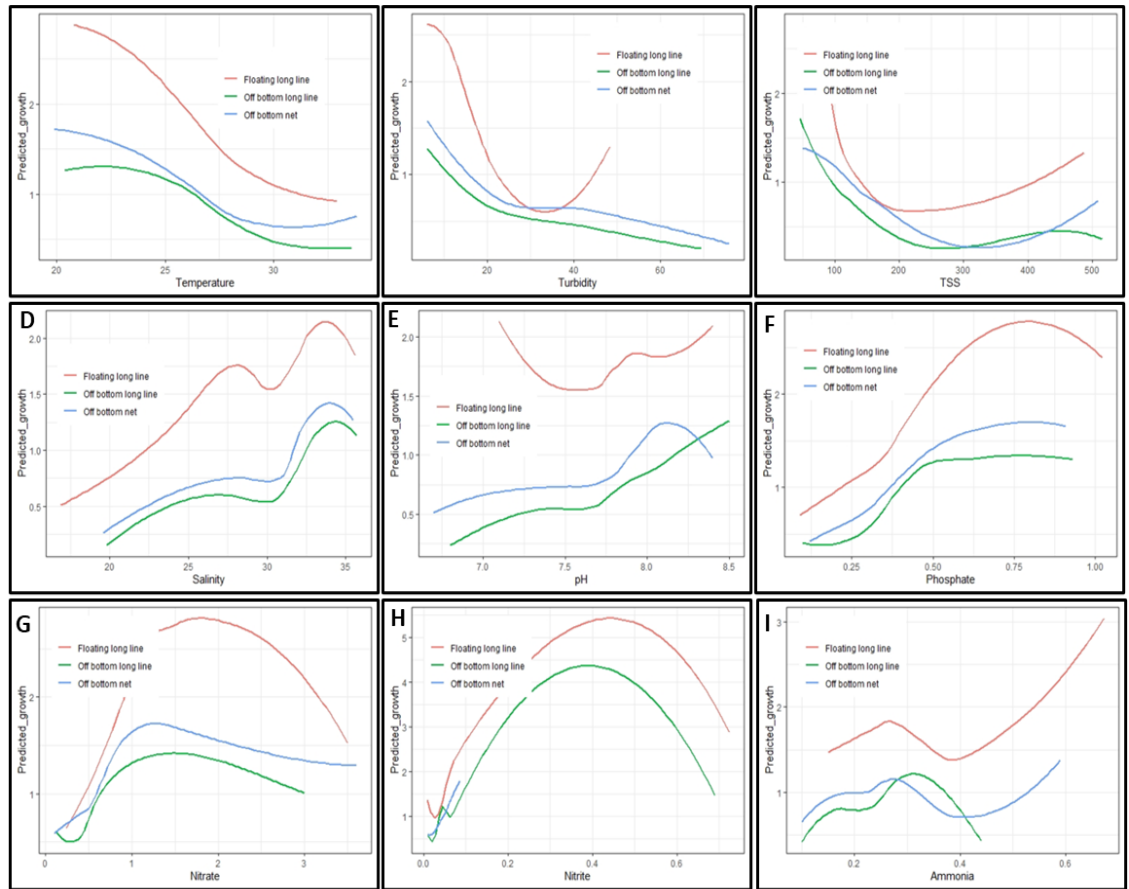 Predicted_growth
2
1
Floating long line
Off bottom long line
Off bottom net
20 25 30
Temperature
Predicted_growth
2
1
Floating long line
Off bottom long line
Off bottom net
20 40 60
Turbidity
Predicted_growth
2
1
Floating long line
Off bottom long line
Off bottom net
100 200 300 400 500
TSS
D
Predicted_growth
2.0
1.5
1.0
0.5
Floating long line
Off bottom long line
Off bottom net
20 25 30 35
Salinity
E
Predicted_growth
2.0
1.5
1.0
0.5
Floating long line
Off bottom long line
Off bottom net
7.0 7.5 8.0 8.5
pH
F
Predicted_growth
2
1
Floating long line
Off bottom long line
Off bottom net
0.25 0.50 0.75 1.00
Phosphate
G
Predicted_growth
2
1
Floating long line
Off bottom long line
Off bottom net
0 1 2 3
Nitrate
H
Predicted_growth
5
4
3
2
1
Floating long line
Off bottom long line
Off bottom net
0.0 0.2 0.4 0.6
Nitrite
I
Predicted_growth
3
2
1
Floating long line
Off bottom long line
Off bottom net
0.2 0.4 0.6
Ammonia